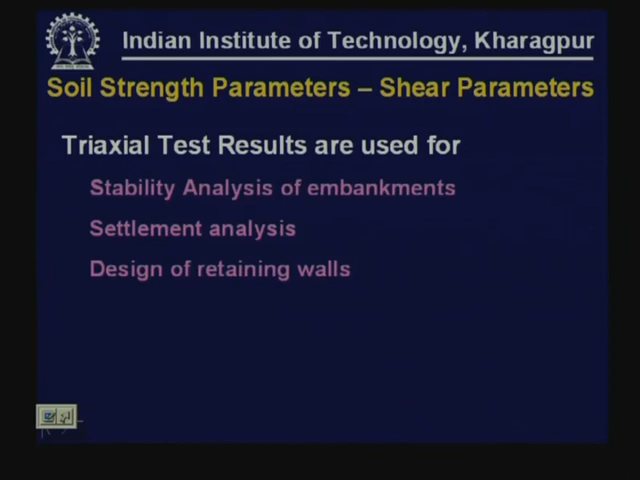 Indian Institute of Technology, Kharagpur
Soil Strength Parameters – Shear Parameters
Triaxial Test Results are used for
Stability Analysis of embankments
Settlement analysis
Design of retaining walls